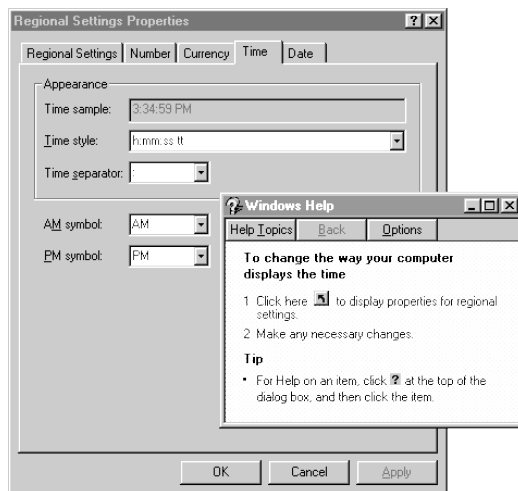 Regional Settings Properties
Regional Settings Number Currency Time Date
Appearance
Time sample: 3:34:59 PM
Time style: h:mm:ss tt
Time separator: :
AM symbol: AM
PM symbol: PM
Windows Help
Help Topics Back Options
To change the way your computer
displays the time
1 Click here to display properties for regional
settings.
2 Make any necessary changes.
Tip
• For Help on an item, click ? at the top of the
dialog box, and then click the item.
OK Cancel Apply